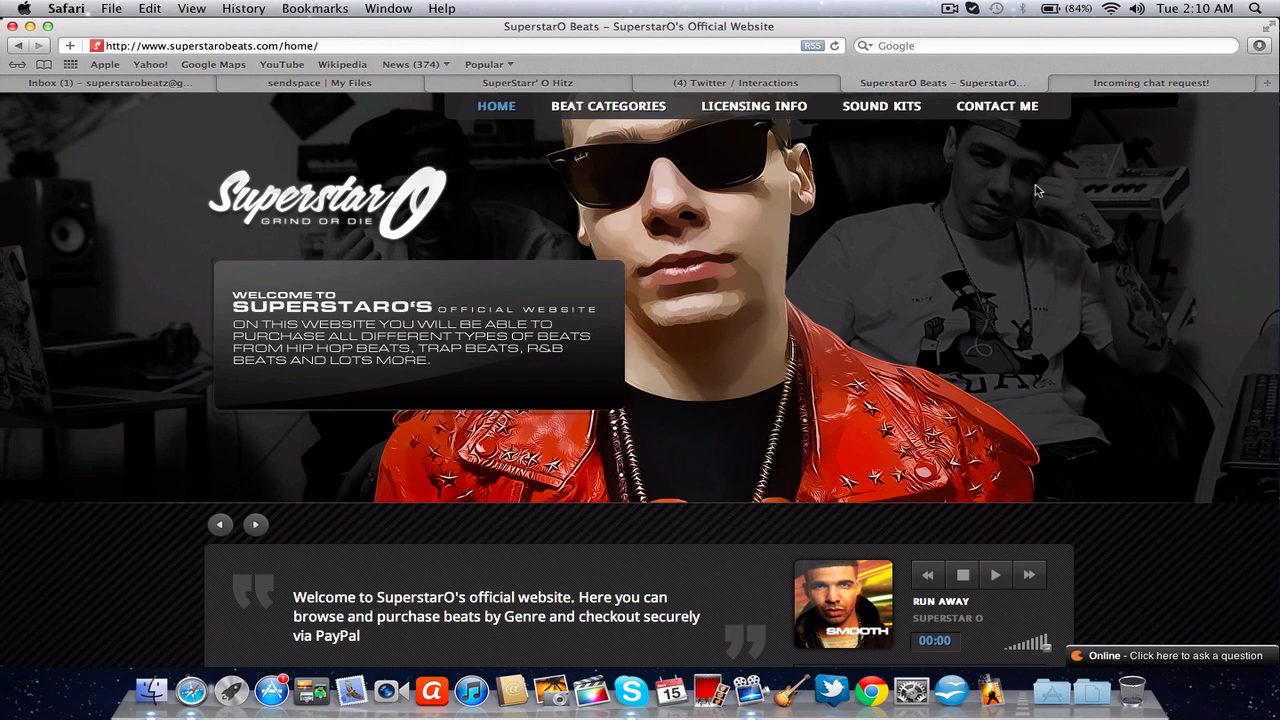 Safari File Edit View History Bookmarks Window Help (84%) Tue 2:10 AM
SuperstarO Beats – SuperstarO's Official Website
http://www.superstarobeats.com/home/ RSS Google
Apple Yahoo! Google Maps YouTube Wikipedia News (374) Popular
Inbox (1) – superstarobeatz@g... sendspace | My Files SuperStarr' O Hitz (4) Twitter / Interactions SuperstarO Beats – SuperstarO... Incoming chat request!
HOME BEAT CATEGORIES LICENSING INFO SOUND KITS CONTACT ME
SuperstarO
GRIND OR DIE
WELCOME TO
SUPERSTARO'S OFFICIAL WEBSITE
ON THIS WEBSITE YOU WILL BE ABLE TO
PURCHASE ALL DIFFERENT TYPES OF BEATS
FROM HIP HOP BEATS, TRAP BEATS, R&B
BEATS AND LOTS MORE.
Welcome to SuperstarO's official website. Here you can
browse and purchase beats by Genre and checkout securely
via PayPal
SMOOTH
RUN AWAY
SUPERSTAR O
00:00
Online - Click here to ask a question
1
15